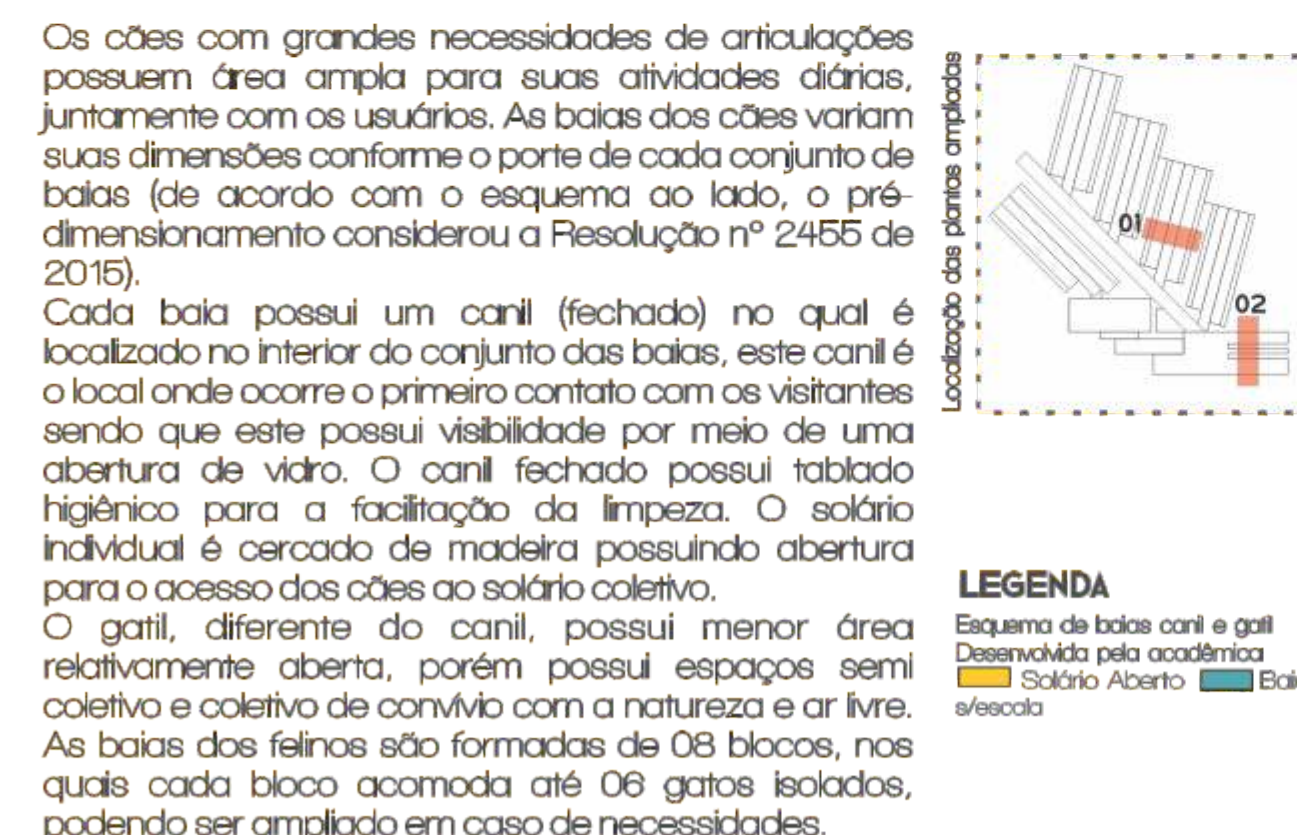 Os cães com grandes necessidades de articulações
possuem área ampla para suas atividades diárias,
juntamente com os usuários. As baias dos cães variam
suas dimensões conforme o porte de cada conjunto de
baias (de acordo com o esquema ao lado, o pré-
dimensionamento considerou a Resolução nº 2455 de
2015).
Cada baia possui um canil (fechado) no qual é
localizado no interior do conjunto das baias, este canil é
o local onde ocorre o primeiro contato com os visitantes
sendo que este possui visibilidade por meio de uma
abertura de vidro. O canil fechado possui tablado
higiênico para a facilitação da limpeza. O solário
individual é cercado de madeira possuindo abertura
para o acesso dos cães ao solário coletivo.
O gatil, diferente do canil, possui menor área
relativamente aberta, porém possui espaços semi
coletivo e coletivo de convívio com a natureza e ar livre.
As baias dos felinos são formadas de 08 blocos, nos
quais cada bloco acomoda até 06 gatos isolados,
podendo ser ampliado em caso de necessidades.
Localização das plantas ampliadas
01
02
LEGENDA
Esquema de baias canil e gatil
Desenvolvida pela acadêmica
Solário Aberto
s/escala